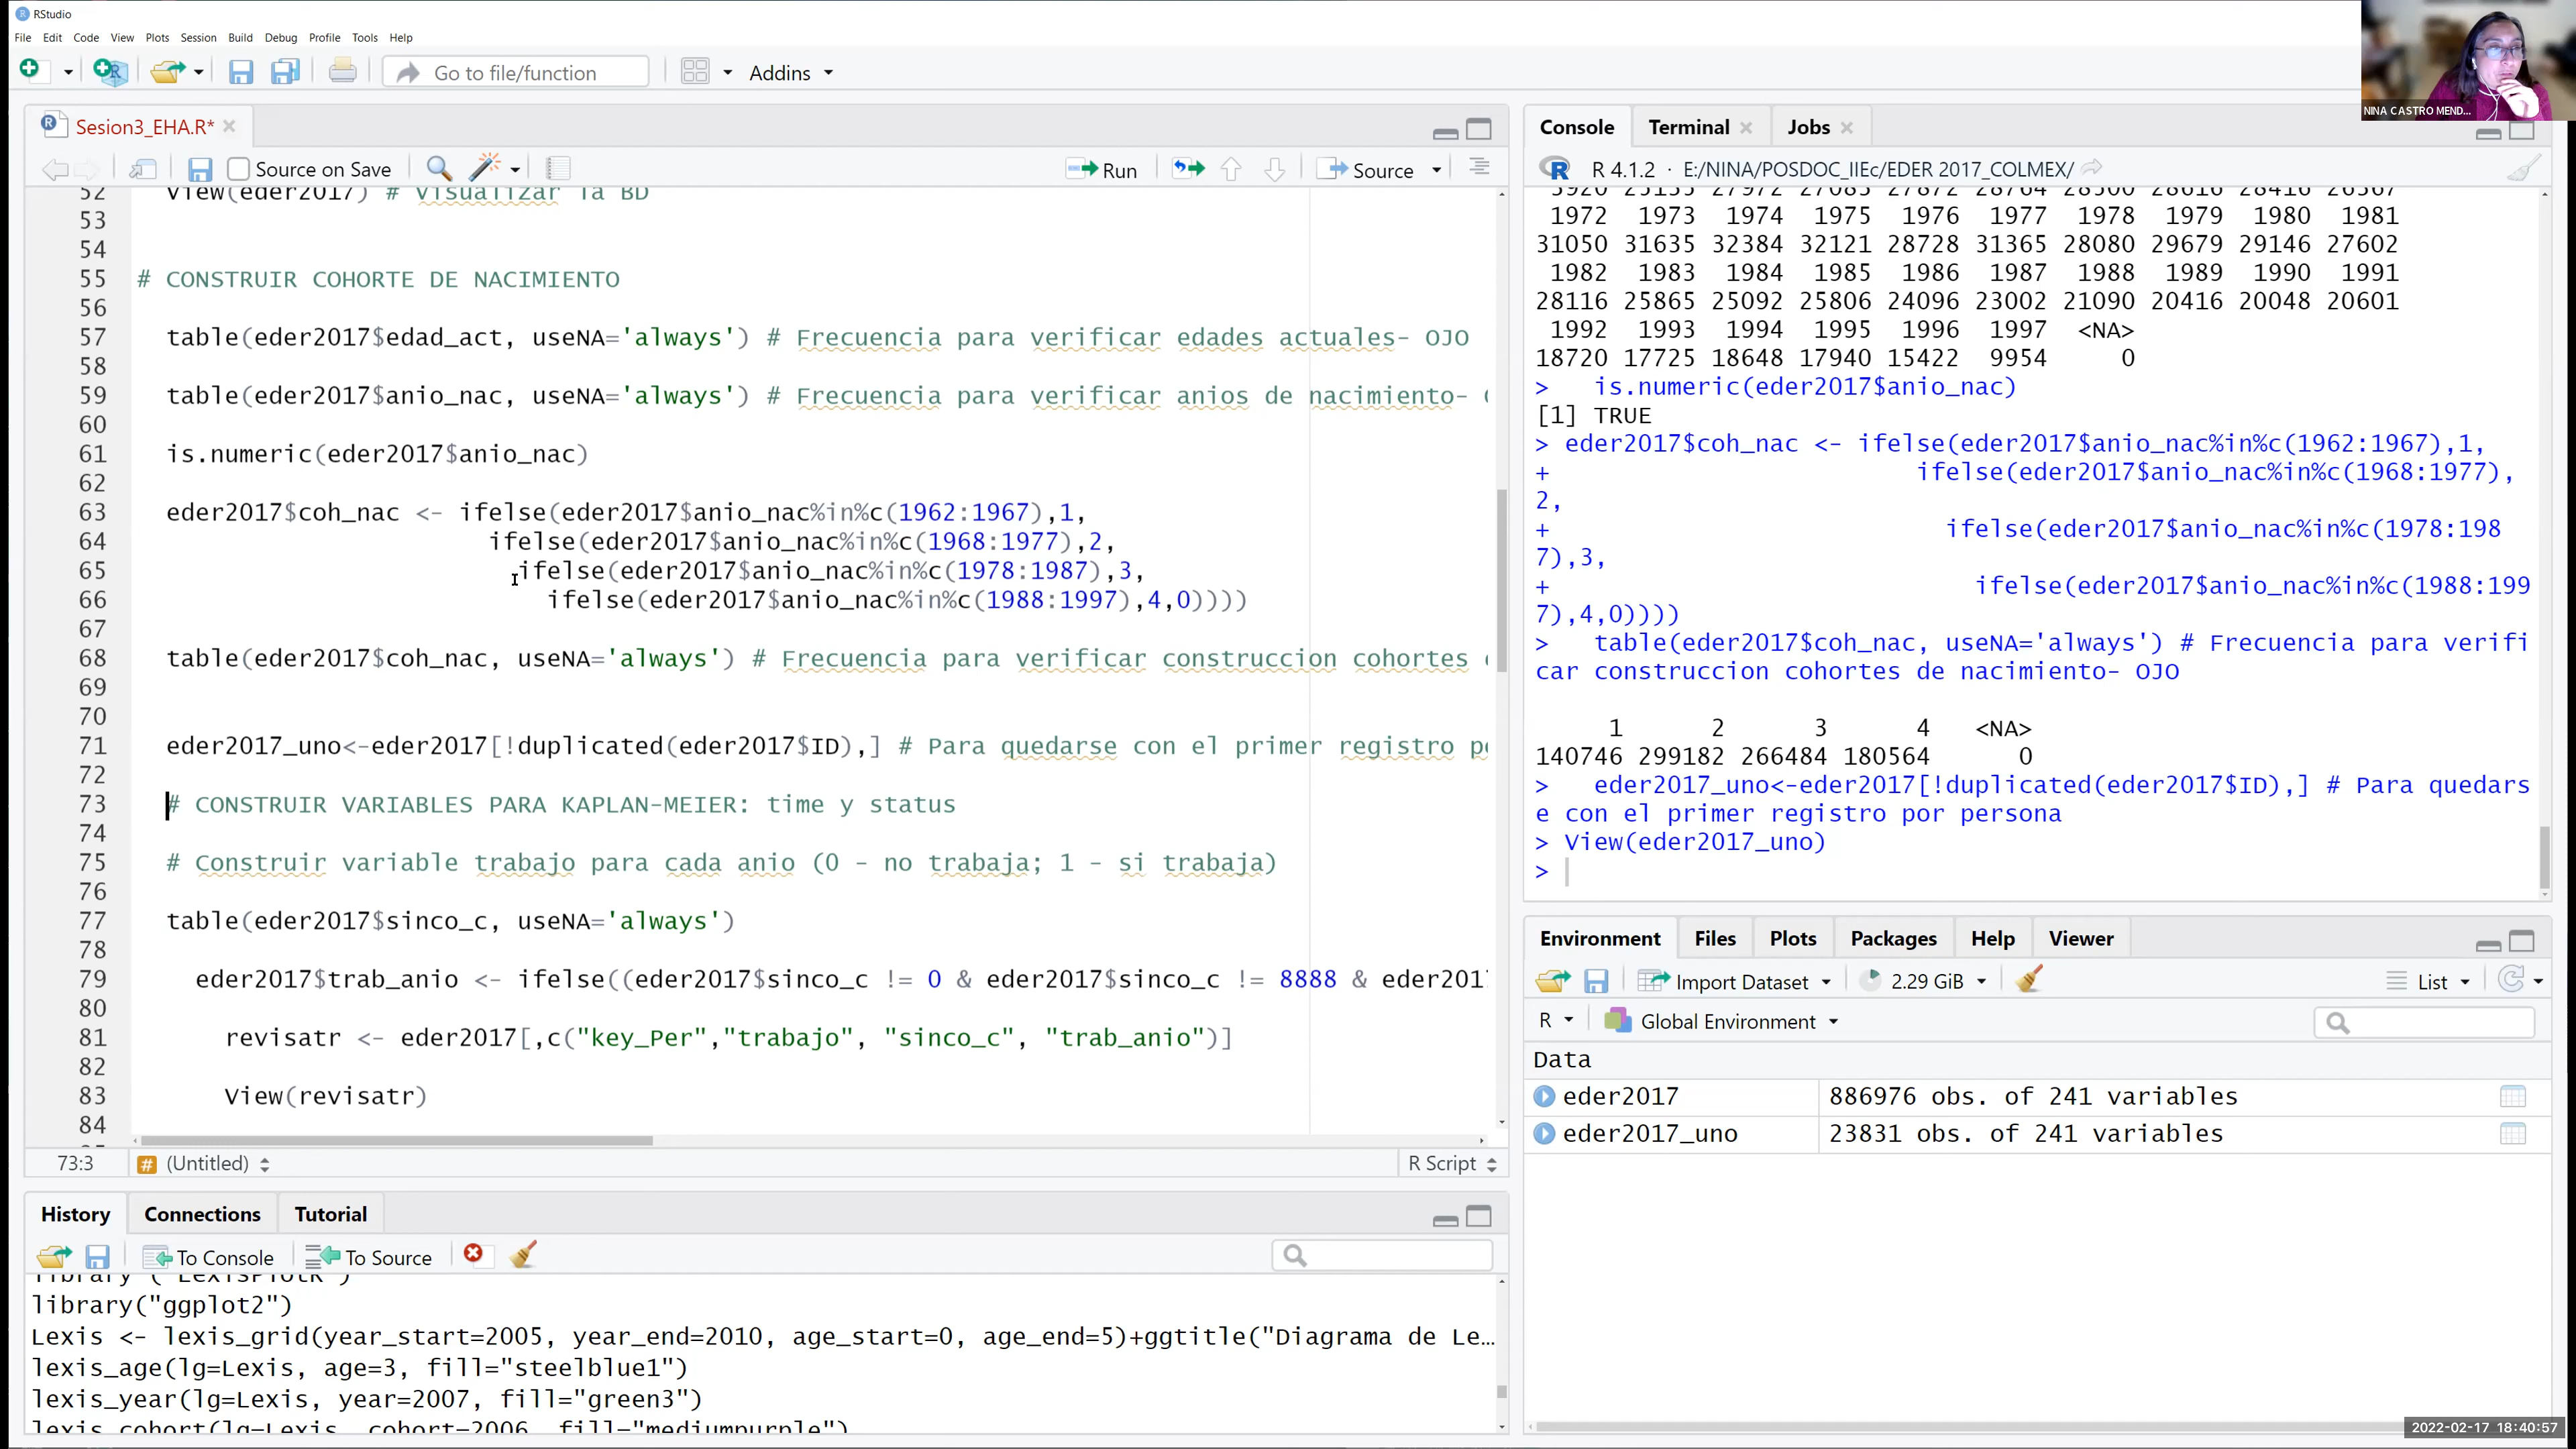 RStudio
File Edit Code View Plots Session Build Debug Profile Tools Help
Go to file/function
Addins
Sesion3_EHA.R*
Source on Save
Run
Source
52 View(eder2017) # Visualizar la BD
53
54
55 # CONSTRUIR COHORTE DE NACIMIENTO
56
57 table(eder2017$edad_act, useNA='always') # Frecuencia para verificar edades actuales- OJO
58
59 table(eder2017$anio_nac, useNA='always') # Frecuencia para verificar anios de nacimiento-
60
61 is.numeric(eder2017$anio_nac)
62
63 eder2017$coh_nac <- ifelse(eder2017$anio_nac%in%c(1962:1967),1,
64 ifelse(eder2017$anio_nac%in%c(1968:1977),2,
65 ifelse(eder2017$anio_nac%in%c(1978:1987),3,
66 ifelse(eder2017$anio_nac%in%c(1988:1997),4,0))))
67
68 table(eder2017$coh_nac, useNA='always') # Frecuencia para verificar construccion cohortes
69
70
71 eder2017_uno<-eder2017[!duplicated(eder2017$ID),] # Para quedarse con el primer registro
72
73 # CONSTRUIR VARIABLES PARA KAPLAN-MEIER: time y status
74
75 # Construir variable trabajo para cada anio (0 - no trabaja; 1 - si trabaja)
76
77 table(eder2017$sinco_c, useNA='always')
78
79 eder2017$trab_anio <- ifelse((eder2017$sinco_c != 0 & eder2017$sinco_c != 8888 & eder201
80
81 revisatr <- eder2017[,c("key_Per","trabajo", "sinco_c", "trab_anio")]
82
83 View(revisatr)
84
73:3 (Untitled) R Script
History Connections Tutorial
To Console To Source
library("ggplot2")
Lexis <- lexis_grid(year_start=2005, year_end=2010, age_start=0, age_end=5)+ggtitle("Diagrama de Le...
lexis_age(lg=Lexis, age=3, fill="steelblue1")
lexis_year(lg=Lexis, year=2007, fill="green3")
lexis_cohort(lg=Lexis, cohort=2006, fill="mediumpurple")
NINA CASTRO MEND...
Console Terminal Jobs
R 4.1.2 · E:/NINA/POSDOC_IIEc/EDER 2017_COLMEX/
1972 1973 1974 1975 1976 1977 1978 1979 1980 1981
31050 31635 32384 32121 28728 31365 28080 29679 29146 27602
1982 1983 1984 1985 1986 1987 1988 1989 1990 1991
28116 25865 25092 25806 24096 23002 21090 20416 20048 20601
1992 1993 1994 1995 1996 1997 <NA>
18720 17725 18648 17940 15422 9954 0
> is.numeric(eder2017$anio_nac)
[1] TRUE
> eder2017$coh_nac <- ifelse(eder2017$anio_nac%in%c(1962:1967),1,
+ ifelse(eder2017$anio_nac%in%c(1968:1977),
2,
+ ifelse(eder2017$anio_nac%in%c(1978:198
7),3,
+ ifelse(eder2017$anio_nac%in%c(1988:199
7),4,0))))
> table(eder2017$coh_nac, useNA='always') # Frecuencia para verifi
car construccion cohortes de nacimiento- OJO
1 2 3 4 <NA>
140746 299182 266484 180564 0
> eder2017_uno<-eder2017[!duplicated(eder2017$ID),] # Para quedars
e con el primer registro por persona
> View(eder2017_uno)
>
Environment Files Plots Packages Help Viewer
Import Dataset 2.29 GiB List
R Global Environment
Data
eder2017 886976 obs. of 241 variables
eder2017_uno 23831 obs. of 241 variables
2022-02-17 18:40:57